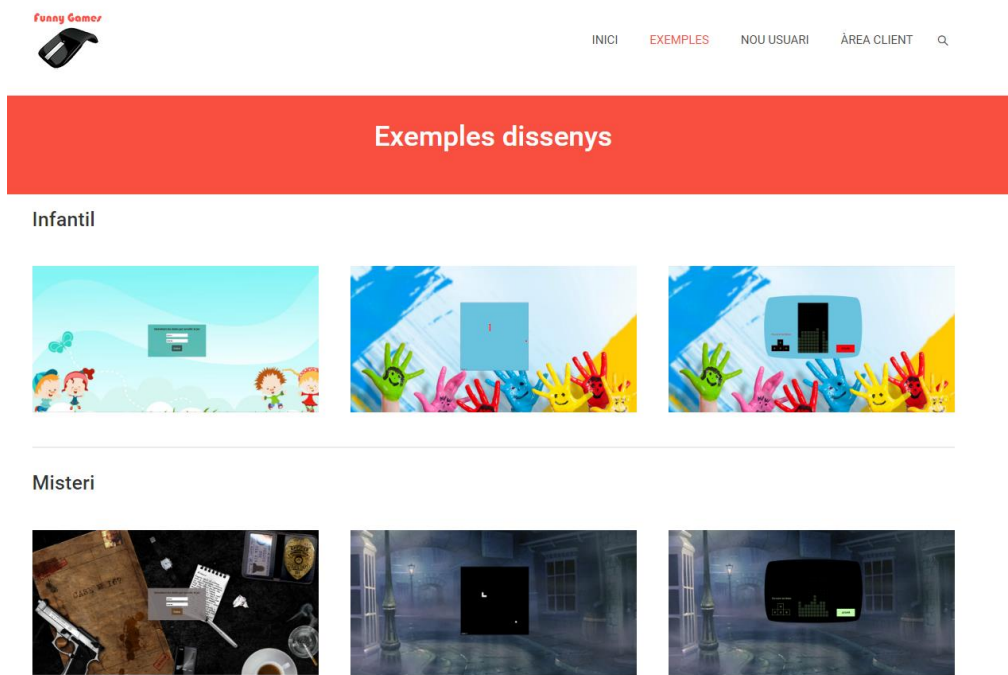 Funny Games
INICI
EXEMPLES
NOU USUARI
ÀREA CLIENT
Exemples dissenys
Infantil
Misteri